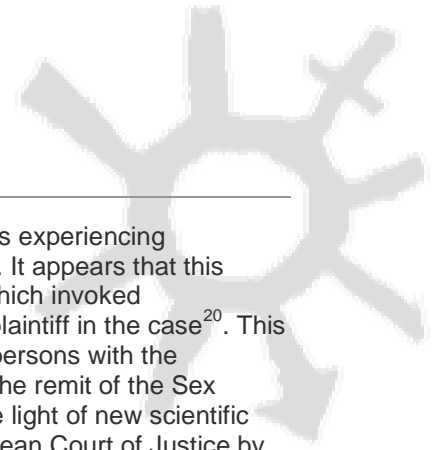 s experiencing
. It appears that this
hich invoked
plaintiff in the case20. This
persons with the
he remit of the Sex
e light of new scientific
ean Court of Justice by